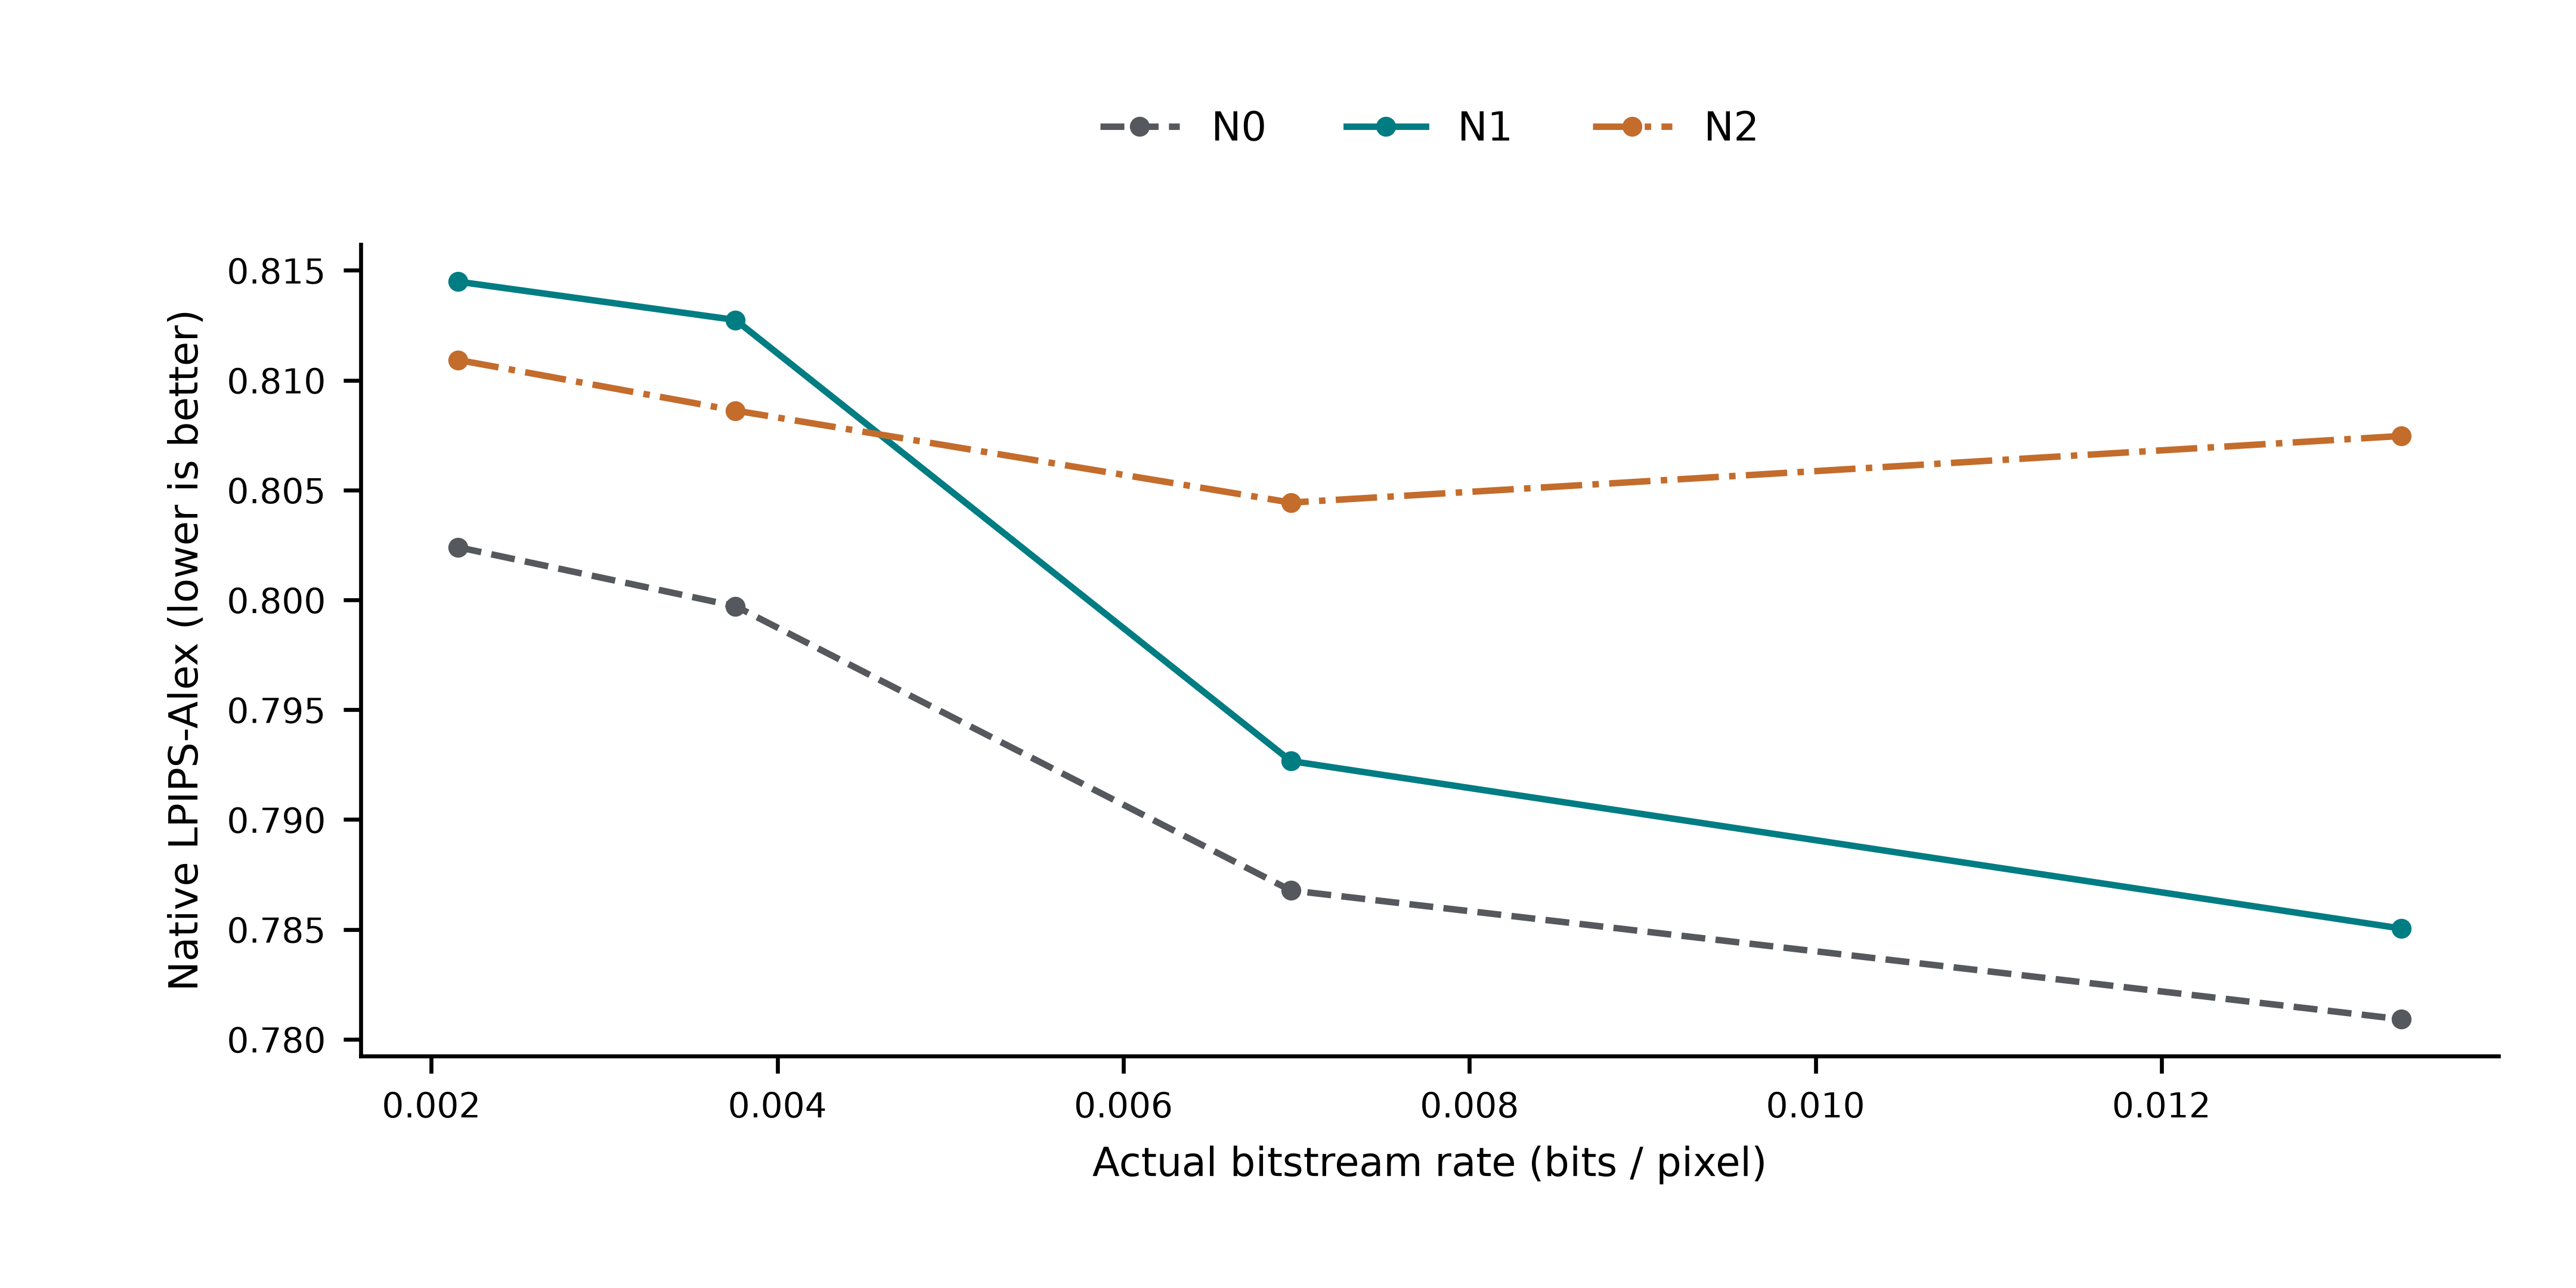 N0 N1 N2
Native LPIPS-Alex (lower is better)
0.815
0.810
0.805
0.800
0.795
0.790
0.785
0.780
0.002 0.004 0.006 0.008 0.010 0.012
Actual bitstream rate (bits / pixel)